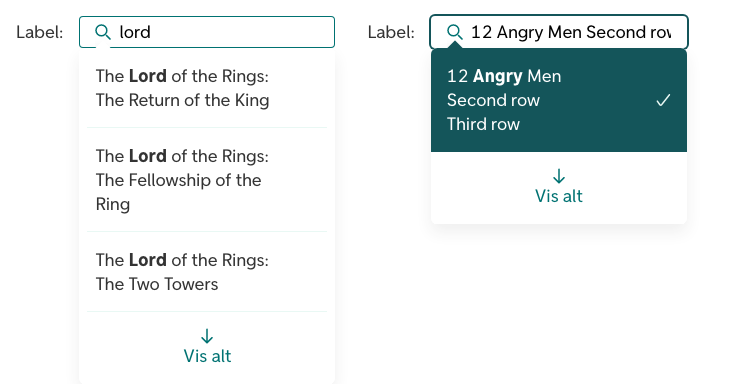 Label: lord
The Lord of the Rings:
The Return of the King
The Lord of the Rings:
The Fellowship of the
Ring
The Lord of the Rings:
The Two Towers
Vis alt
Label: 12 Angry Men Second row
12 Angry Men
Second row
Third row
Vis alt